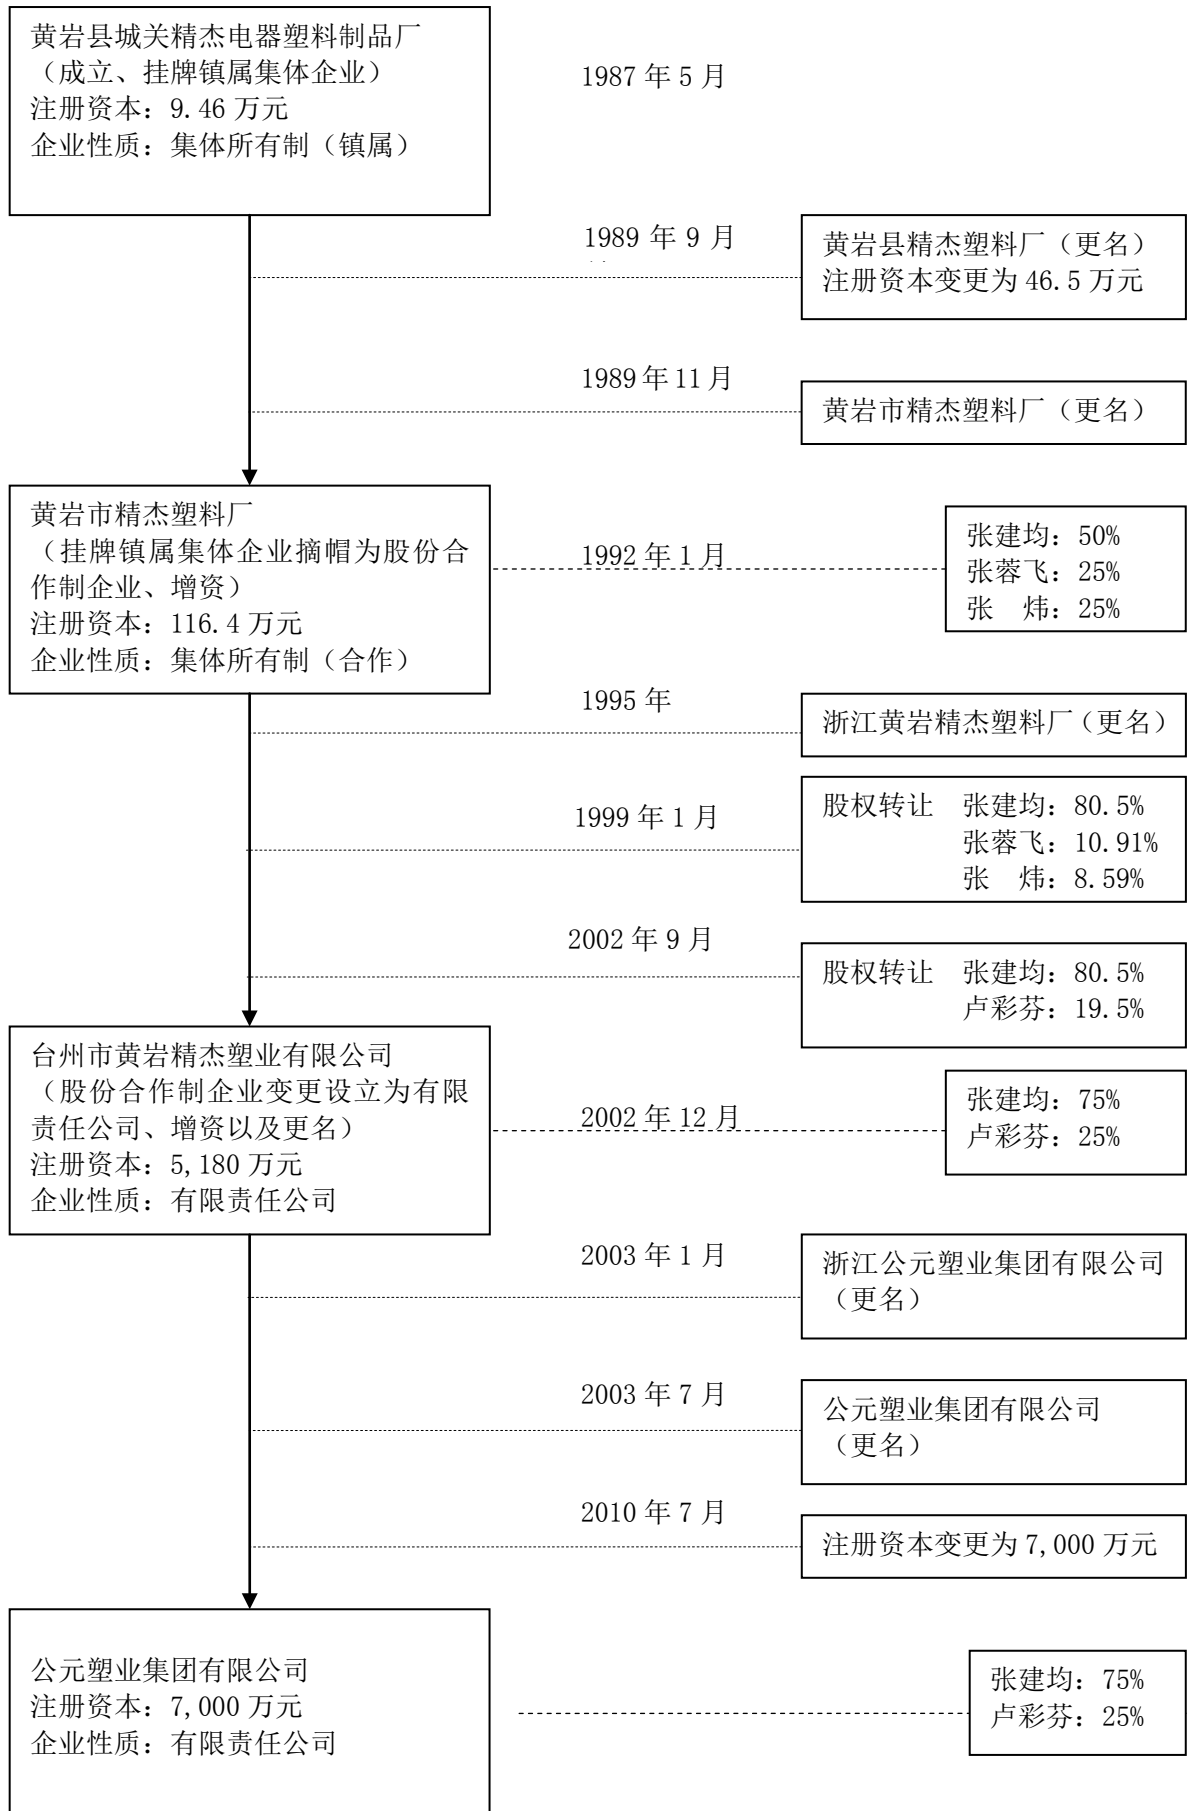 黄岩县城关精杰电器塑料制品厂
（成立、挂牌镇属集体企业）
注册资本：9.46 万元
企业性质：集体所有制（镇属）
1987 年 5 月
1989 年 9 月
黄岩县精杰塑料厂（更名）
注册资本变更为 46.5 万元
1989 年 11 月
黄岩市精杰塑料厂（更名）
黄岩市精杰塑料厂
（挂牌镇属集体企业摘帽为股份合
作制企业、增资）
注册资本：116.4 万元
企业性质：集体所有制（合作）
1992 年 1 月
张建均：50%
张蓉飞：25%
张　炜：25%
1995 年
浙江黄岩精杰塑料厂（更名）
1999 年 1 月
股权转让　张建均：80.5%
张蓉飞：10.91%
张　炜：8.59%
2002 年 9 月
股权转让　张建均：80.5%
卢彩芬：19.5%
台州市黄岩精杰塑业有限公司
（股份合作制企业变更设立为有限
责任公司、增资以及更名）
注册资本：5,180 万元
企业性质：有限责任公司
2002 年 12 月
张建均：75%
卢彩芬：25%
2003 年 1 月
浙江公元塑业集团有限公司
（更名）
2003 年 7 月
公元塑业集团有限公司
（更名）
2010 年 7 月
注册资本变更为 7,000 万元
公元塑业集团有限公司
注册资本：7,000 万元
企业性质：有限责任公司
张建均：75%
卢彩芬：25%